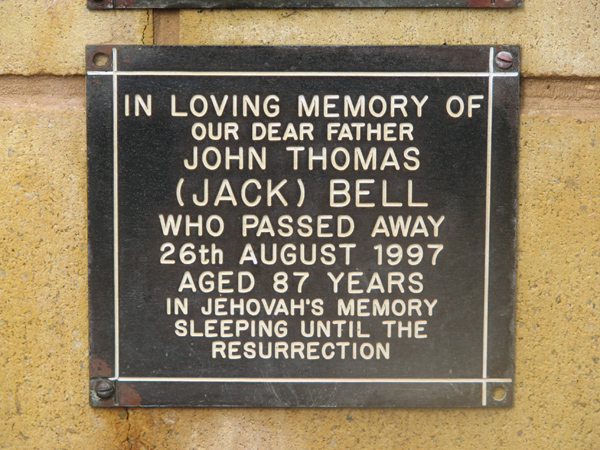 IN LOVING MEMORY OF
OUR DEAR FATHER
JOHN THOMAS
(JACK) BELL
WHO PASSED AWAY
26th AUGUST 1997
AGED 87 YEARS
IN JEHOVAH'S MEMORY
SLEEPING UNTIL THE
RESURRECTION